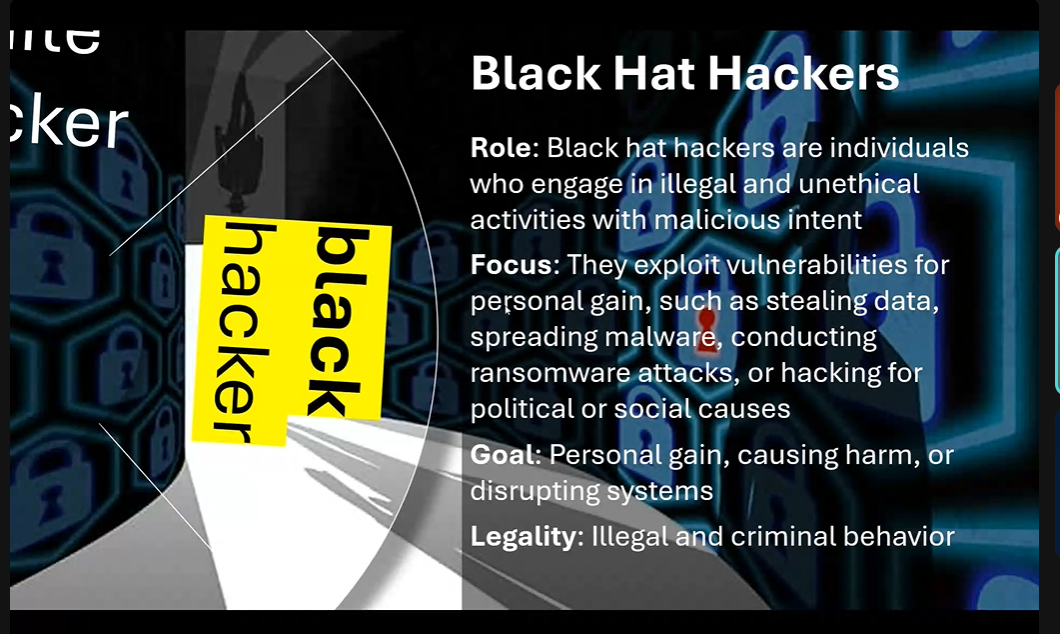 Black Hat Hackers
Role: Black hat hackers are individuals
who engage in illegal and unethical
activities with malicious intent
Focus: They exploit vulnerabilities for
personal gain, such as stealing data,
spreading malware, conducting
ransomware attacks, or hacking for
political or social causes
Goal: Personal gain, causing harm, or
disrupting systems
Legality: Illegal and criminal behavior
black
hacker
cker